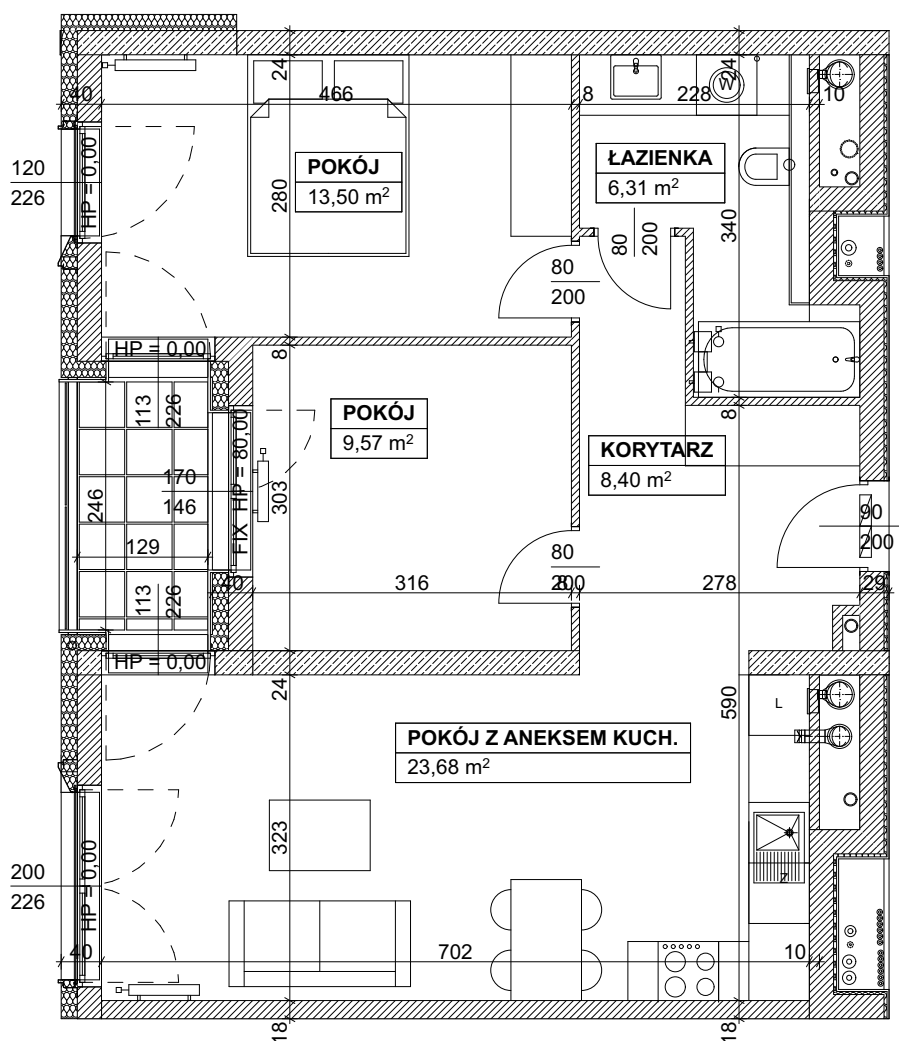 24
24
40
466
8
228
10
W
120
226
HP = 0,00
POKÓJ
13,50 m²
280
ŁAZIENKA
6,31 m²
80
200
340
80
200
HP = 0,00
8
8
113
226
POKÓJ
9,57 m²
KORYTARZ
8,40 m²
170
146
FIX HP = 80,00
303
246
90
200
129
80
200
113
226
40
316
8
278
29
HP = 0,00
24
590
L
POKÓJ Z ANEKSEM KUCH.
23,68 m²
323
200
226
HP = 0,00
Z
40
702
10
18
18